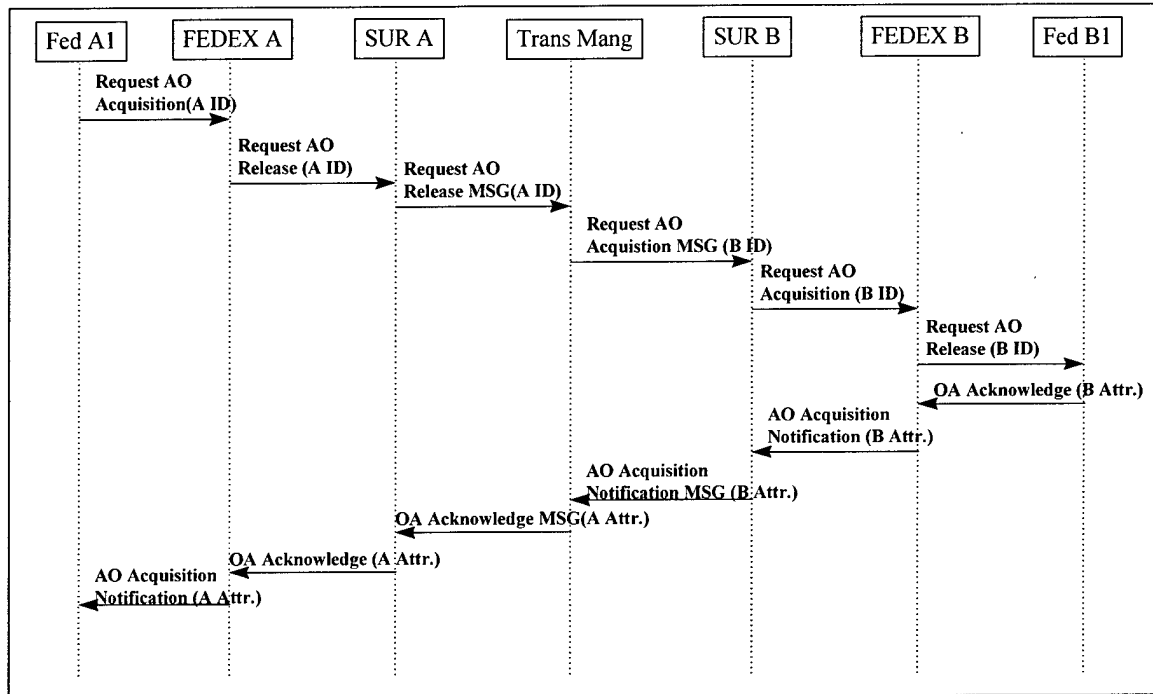 Fed A1
FEDEX A
SUR A
Trans Mang
SUR B
FEDEX B
Fed B1
Request AO
Acquisition(A ID)
Request AO
Release (A ID)
Request AO
Release MSG(A ID)
Request AO
Acquistion MSG (B ID)
Request AO
Acquisition (B ID)
Request AO
Release (B ID)
OA Acknowledge (B Attr.)
AO Acquisition
Notification (B Attr.)
AO Acquisition
Notification MSG (B Attr.)
OA Acknowledge MSG(A Attr.)
OA Acknowledge (A Attr.)
AO Acquisition
Notification (A Attr.)